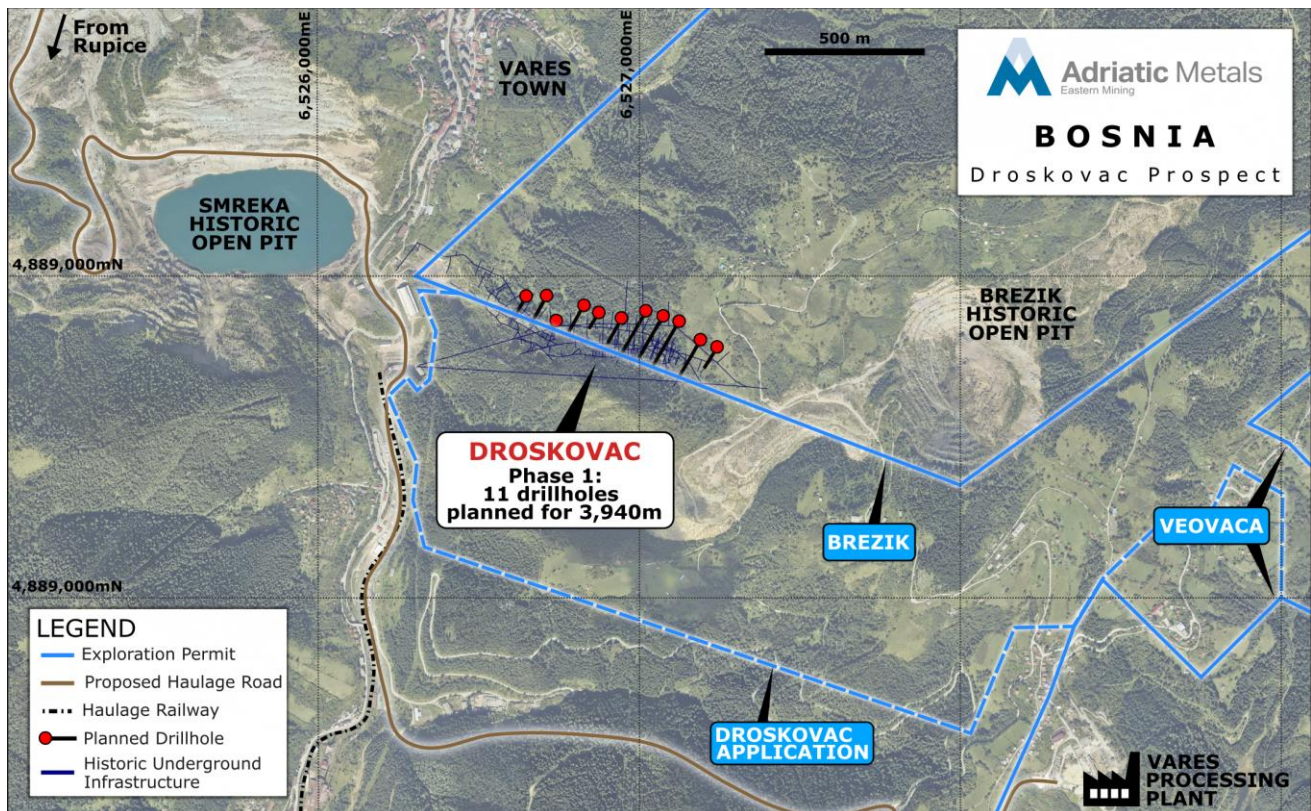 From
Rupice
6,526,000mE
VARES
TOWN
6,527,000mE
500 m
Adriatic Metals
Eastern Mining
BOSNIA
Droskovac Prospect
SMREKA
HISTORIC
OPEN PIT
4,889,000mN
BREZIK
HISTORIC
OPEN PIT
DROSKOVAC
Phase 1:
11 drillholes
planned for 3,940m
BREZIK
VEOVACA
4,889,000mN
LEGEND
Exploration Permit
Proposed Haulage Road
Haulage Railway
Planned Drillhole
Historic Underground
Infrastructure
DROSKOVAC
APPLICATION
VARES
PROCESSING
PLANT